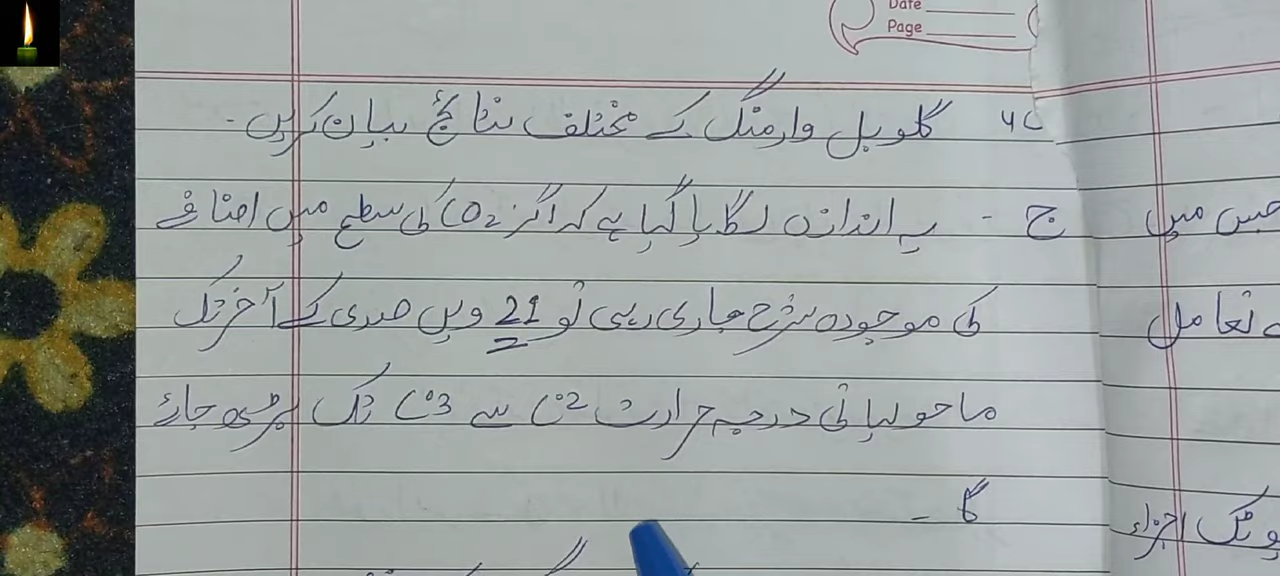 Date
Page
گلوبل وارمنگ کے مختلف نتائج بیان کریں۔
ج - یہ اندازہ لگایا گیا ہے کہ اگر CO₂ کی سطح میں اضافے
کی موجودہ شرح جاری رہی تو 21 ویں صدی کے آخر تک
ماحولیاتی درجہ حرارت 2°C سے 3°C تک بڑھ جائے
گا -
جس میں
تعامل
اجزاء